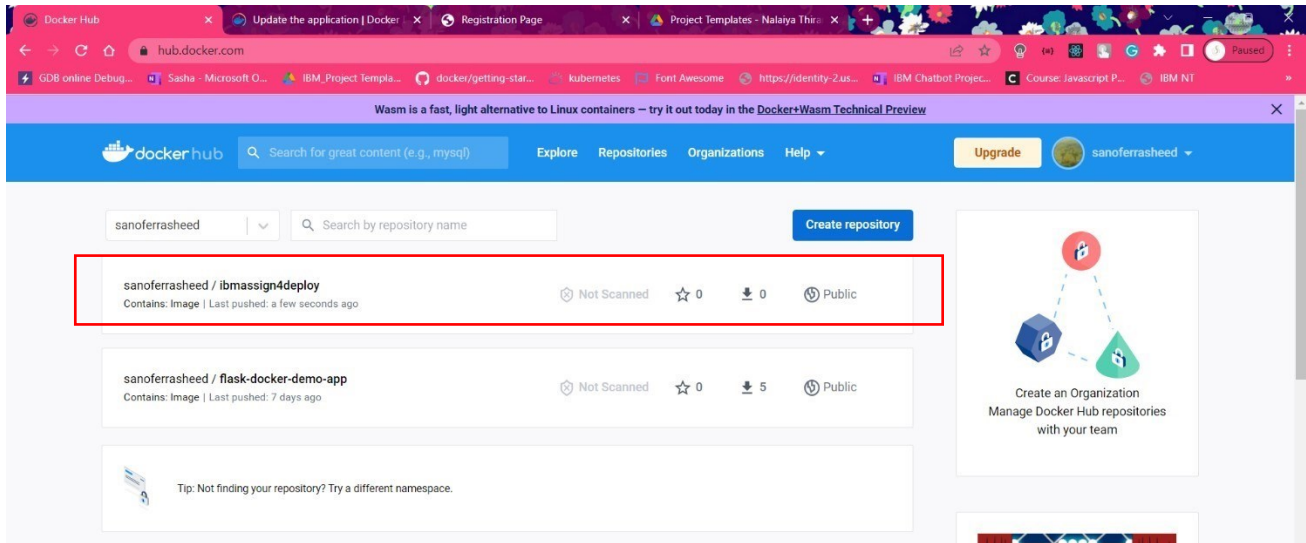 Docker Hub
Update the application | Docker
Registration Page
Project Templates - Nalaiya Thira
hub.docker.com
Paused
GDB online Debug...
Sasha - Microsoft O...
IBM_Project Templa...
docker/getting-star...
kubernetes
Font Awesome
https://identity-2.us...
IBM Chatbot Projec...
Course: Javascript P...
IBM NT
Wasm is a fast, light alternative to Linux containers — try it out today in the Docker+Wasm Technical Preview
dockerhub
Search for great content (e.g., mysql)
Explore
Repositories
Organizations
Help
Upgrade
sanoferrasheed
sanoferrasheed
Search by repository name
Create repository
sanoferrasheed / ibmassign4deploy
Contains: Image | Last pushed: a few seconds ago
Not Scanned
0
0
Public
sanoferrasheed / flask-docker-demo-app
Contains: Image | Last pushed: 7 days ago
Not Scanned
0
5
Public
Tip: Not finding your repository? Try a different namespace.
Create an Organization
Manage Docker Hub repositories
with your team